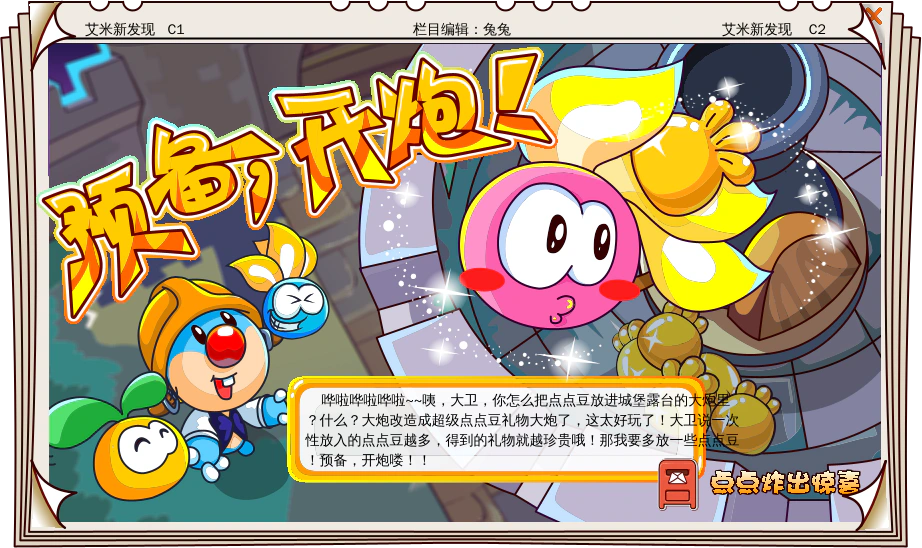 艾米新发现 C1
栏目编辑：兔兔
艾米新发现 C2
预备，开炮！
哗啦哗啦哗啦~~咦，大卫，你怎么把点点豆放进城堡露台的大炮里
？什么？大炮改造成超级点点豆礼物大炮了，这太好玩了！大卫说一次
性放入的点点豆越多，得到的礼物就越珍贵哦！那我要多放一些点点豆
！预备，开炮喽！！
点点炸出惊喜